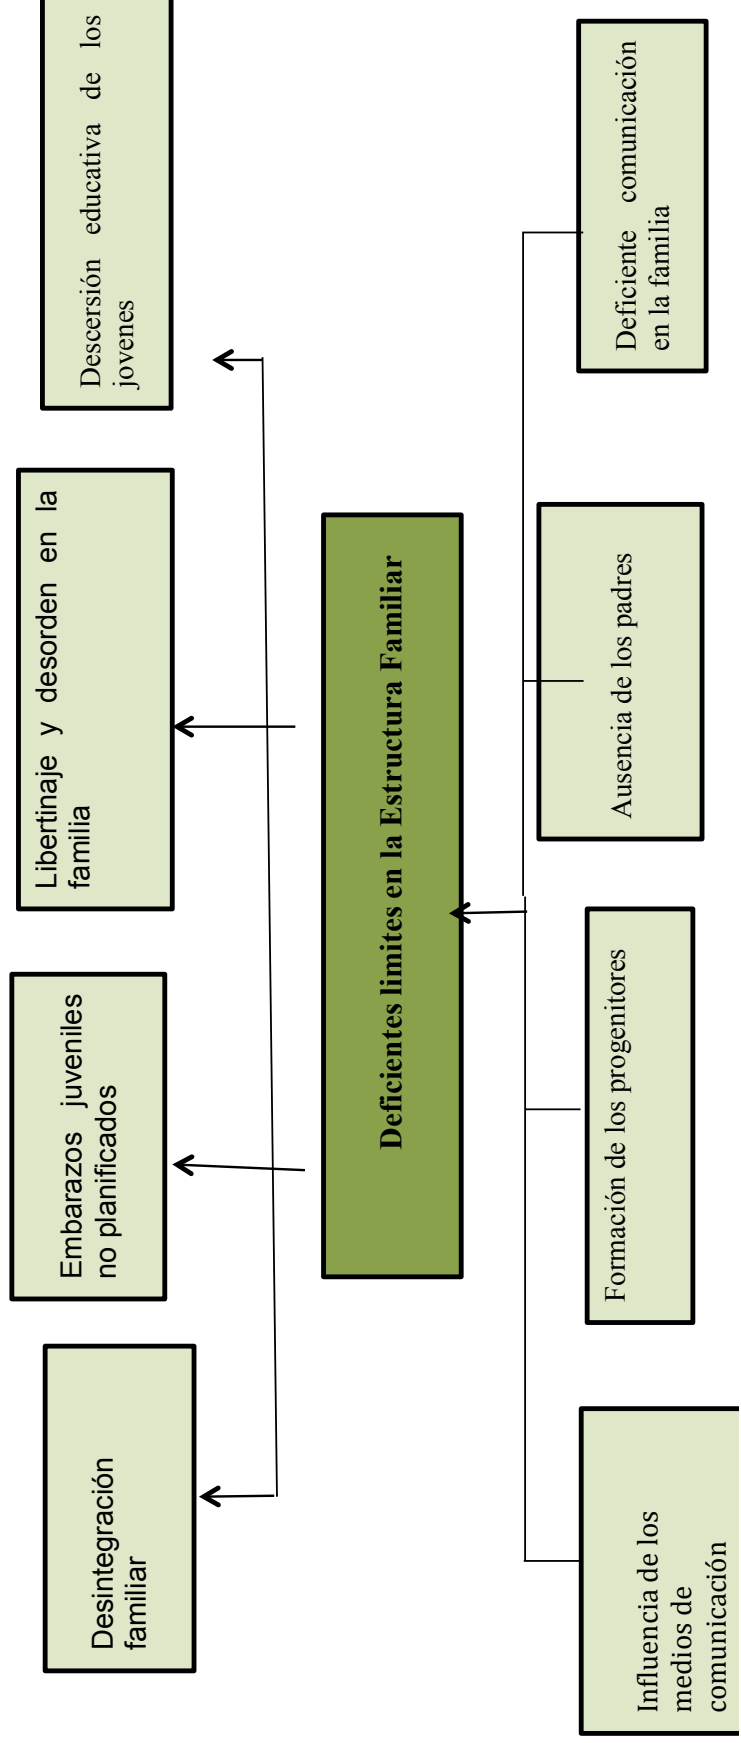 Desintegración
familiar
Embarazos juveniles
no planificados
Libertinaje y desorden en la
familia
Descersión educativa de los
jovenes
Deficientes limites en la Estructura Familiar
Influencia de los
medios de
comunicación
Formación de los progenitores
Ausencia de los padres
Deficiente comunicación
en la familia